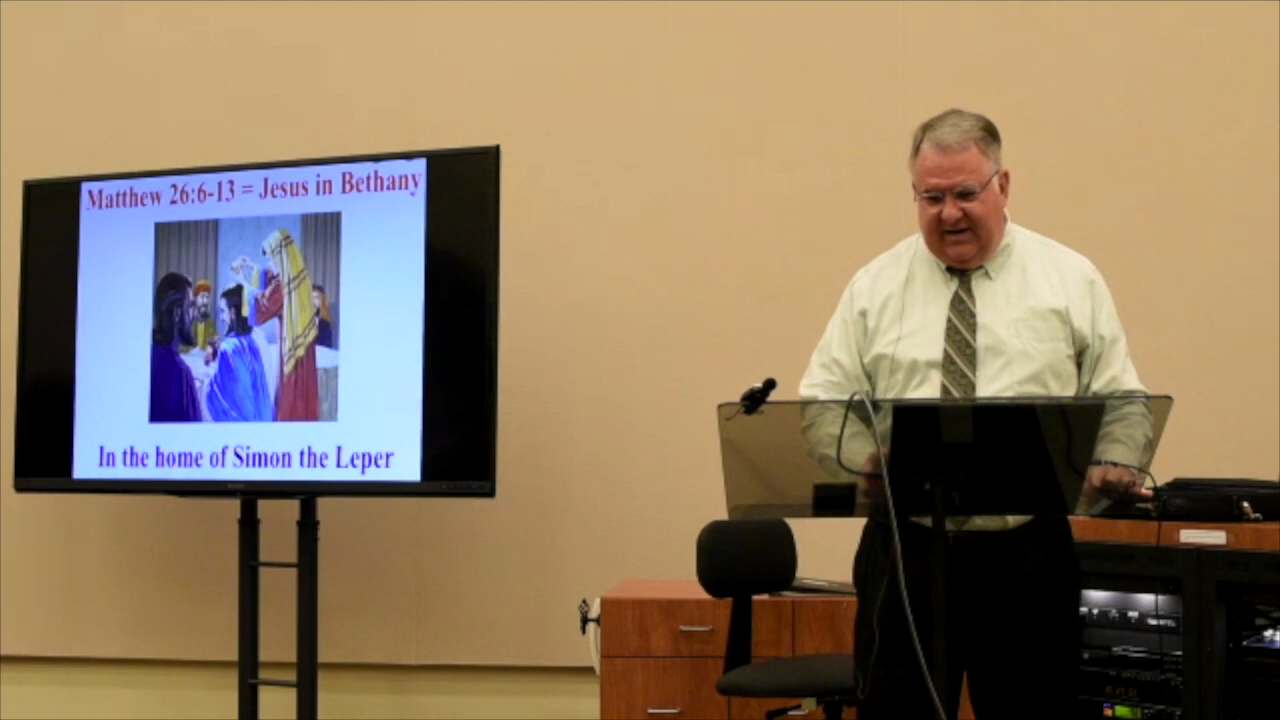 Matthew 26:6-13 = Jesus in Bethany
In the home of Simon the Leper